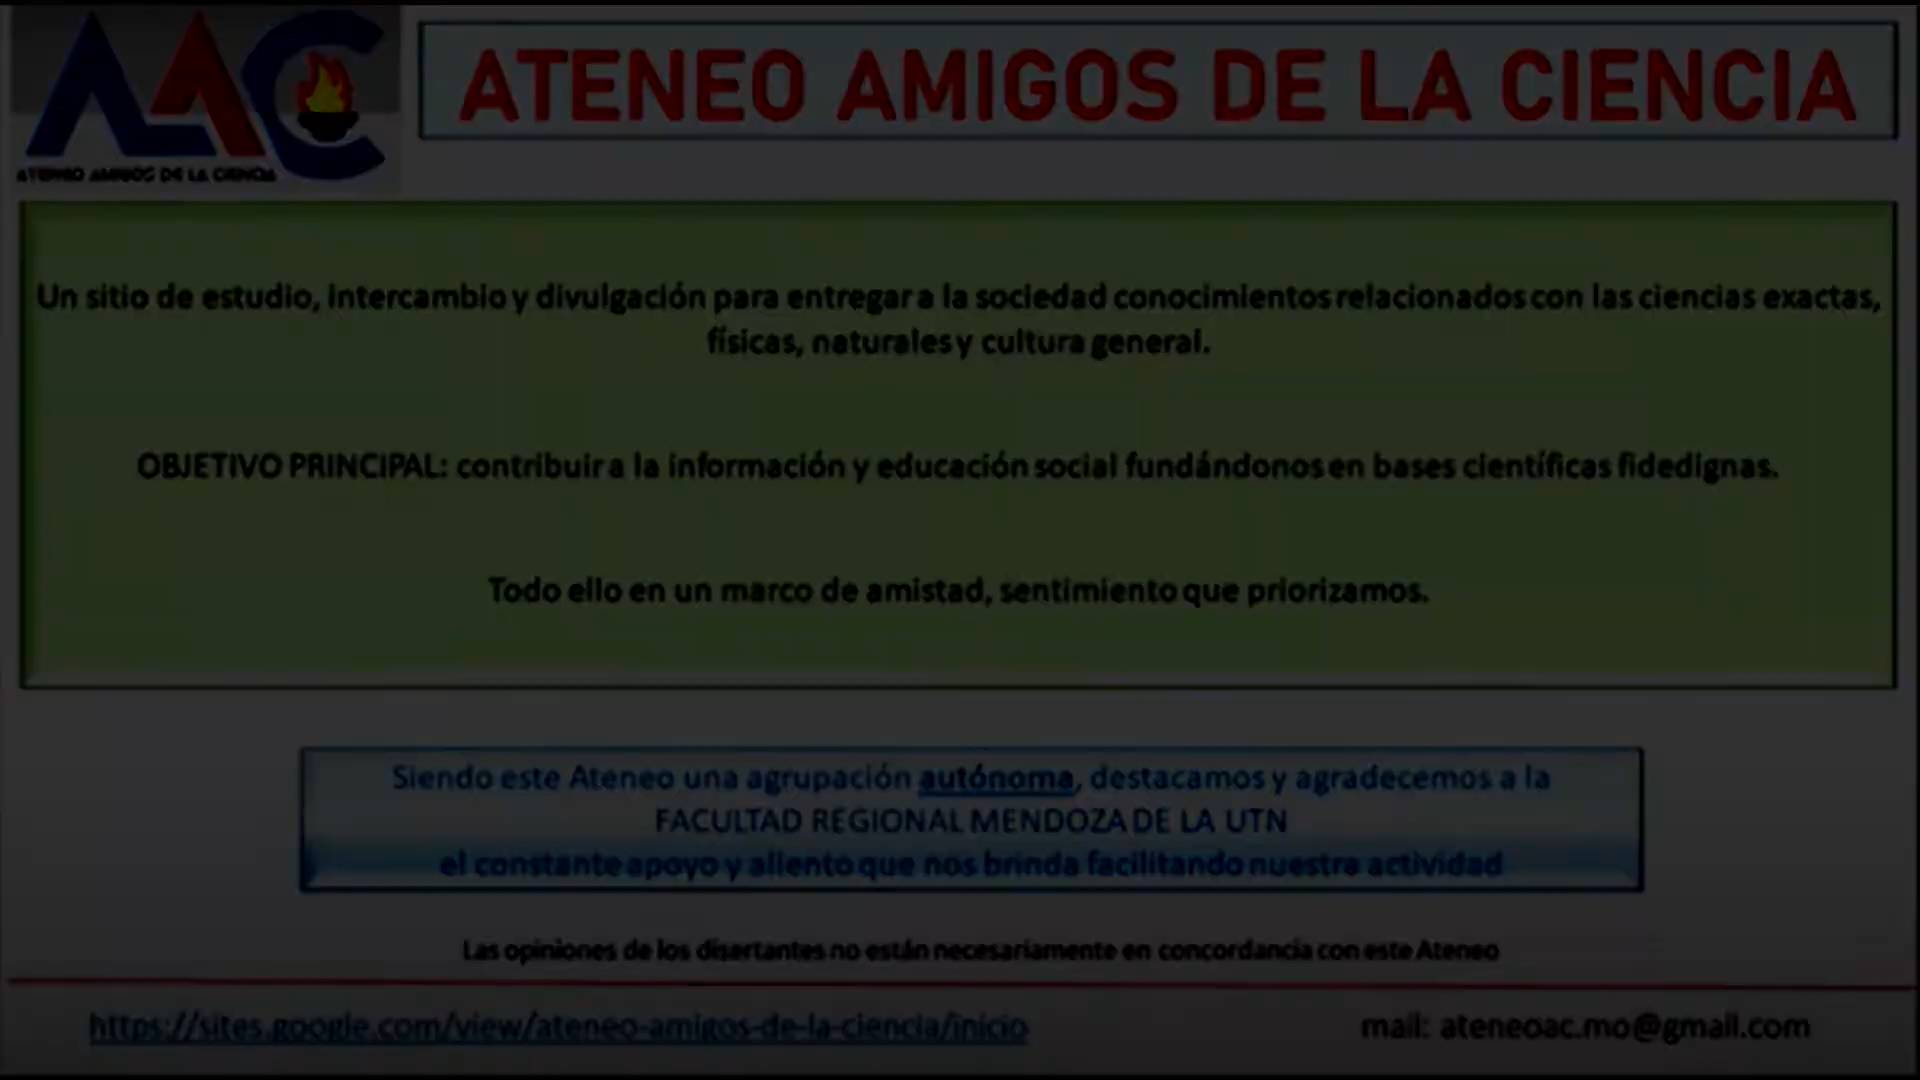 AAC
ATENEO AMIGOS DE LA CIENCIA
ATENEO AMIGOS DE LA CIENCIA
Un sitio de estudio, intercambio y divulgación para entregar a la sociedad conocimientos relacionados con las ciencias exactas,
físicas, naturales y cultura general.
OBJETIVO PRINCIPAL: contribuir a la información y educación social fundándonos en bases científicas fidedignas.
Todo ello en un marco de amistad, sentimiento que priorizamos.
Siendo este Ateneo una agrupación autónoma, destacamos y agradecemos a la
FACULTAD REGIONAL MENDOZA DE LA UTN
el constante apoyo y aliento que nos brinda facilitando nuestra actividad
Las opiniones de los disertantes no están necesariamente en concordancia con este Ateneo
https://sites.google.com/view/ateneo-amigos-de-la-ciencia/inicio
mail: ateneoac.mo@gmail.com